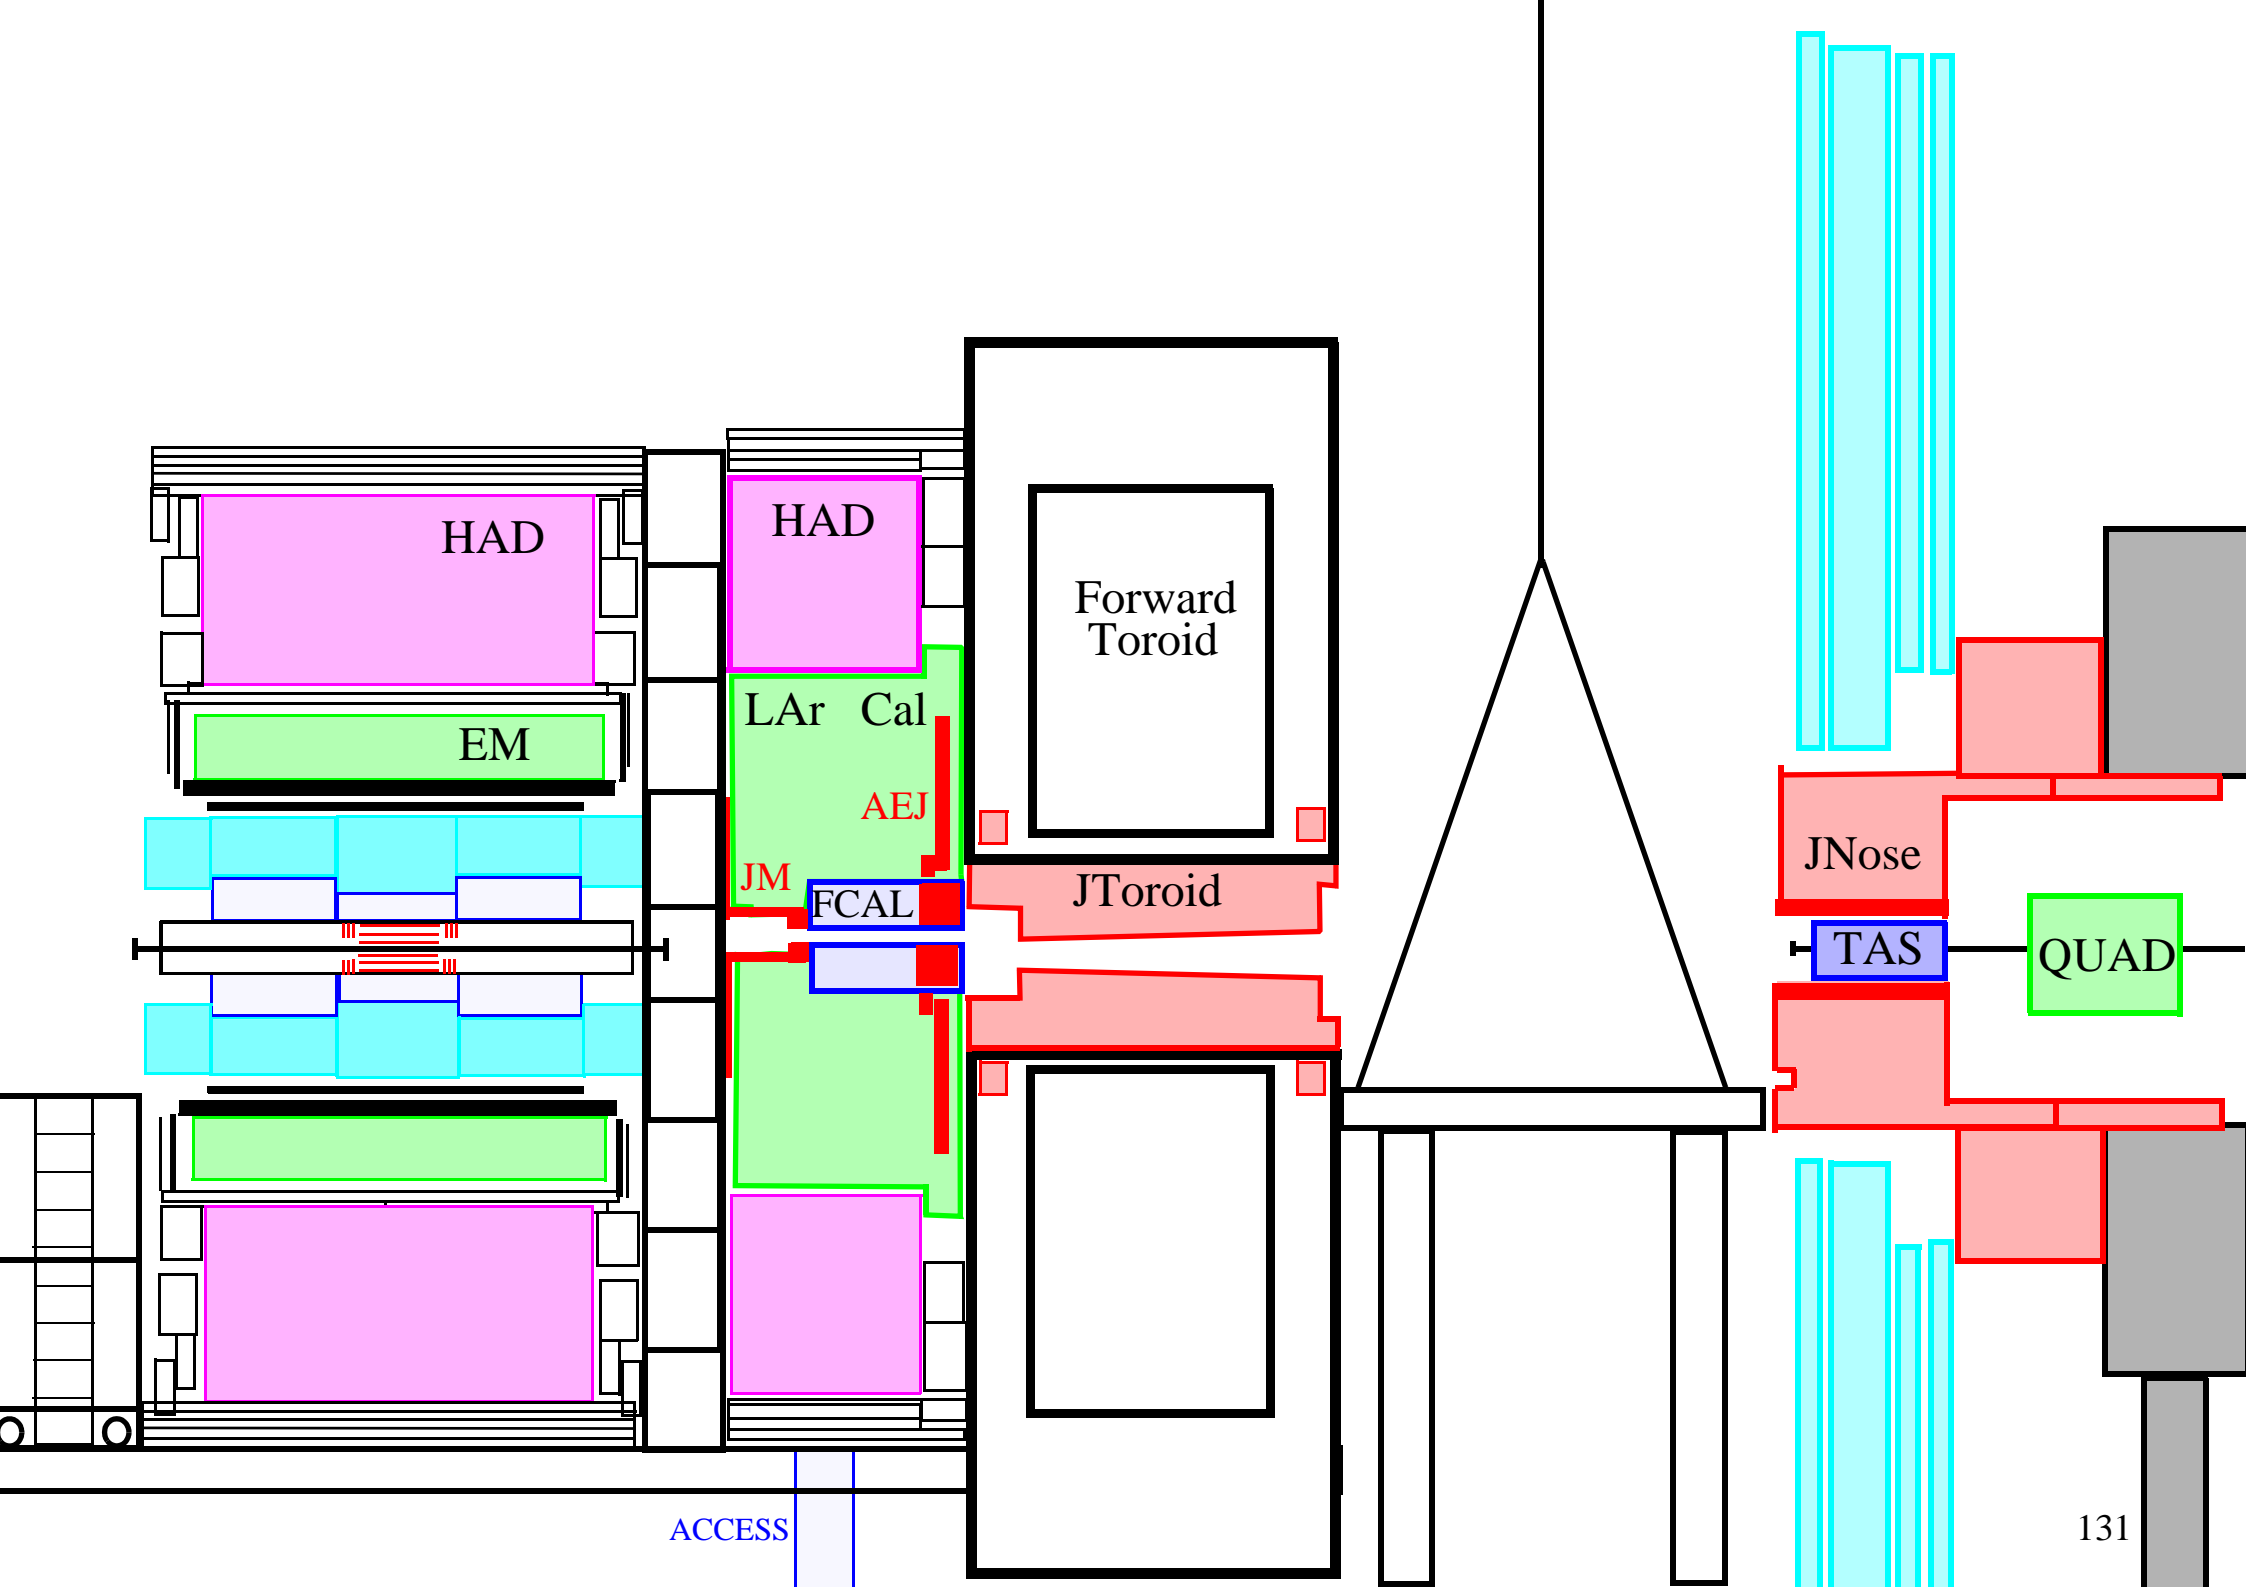 HAD
HAD
Forward
Toroid
LAr Cal
EM
AEJ
JM
FCAL
JToroid
JNose
TAS
QUAD
ACCESS
131